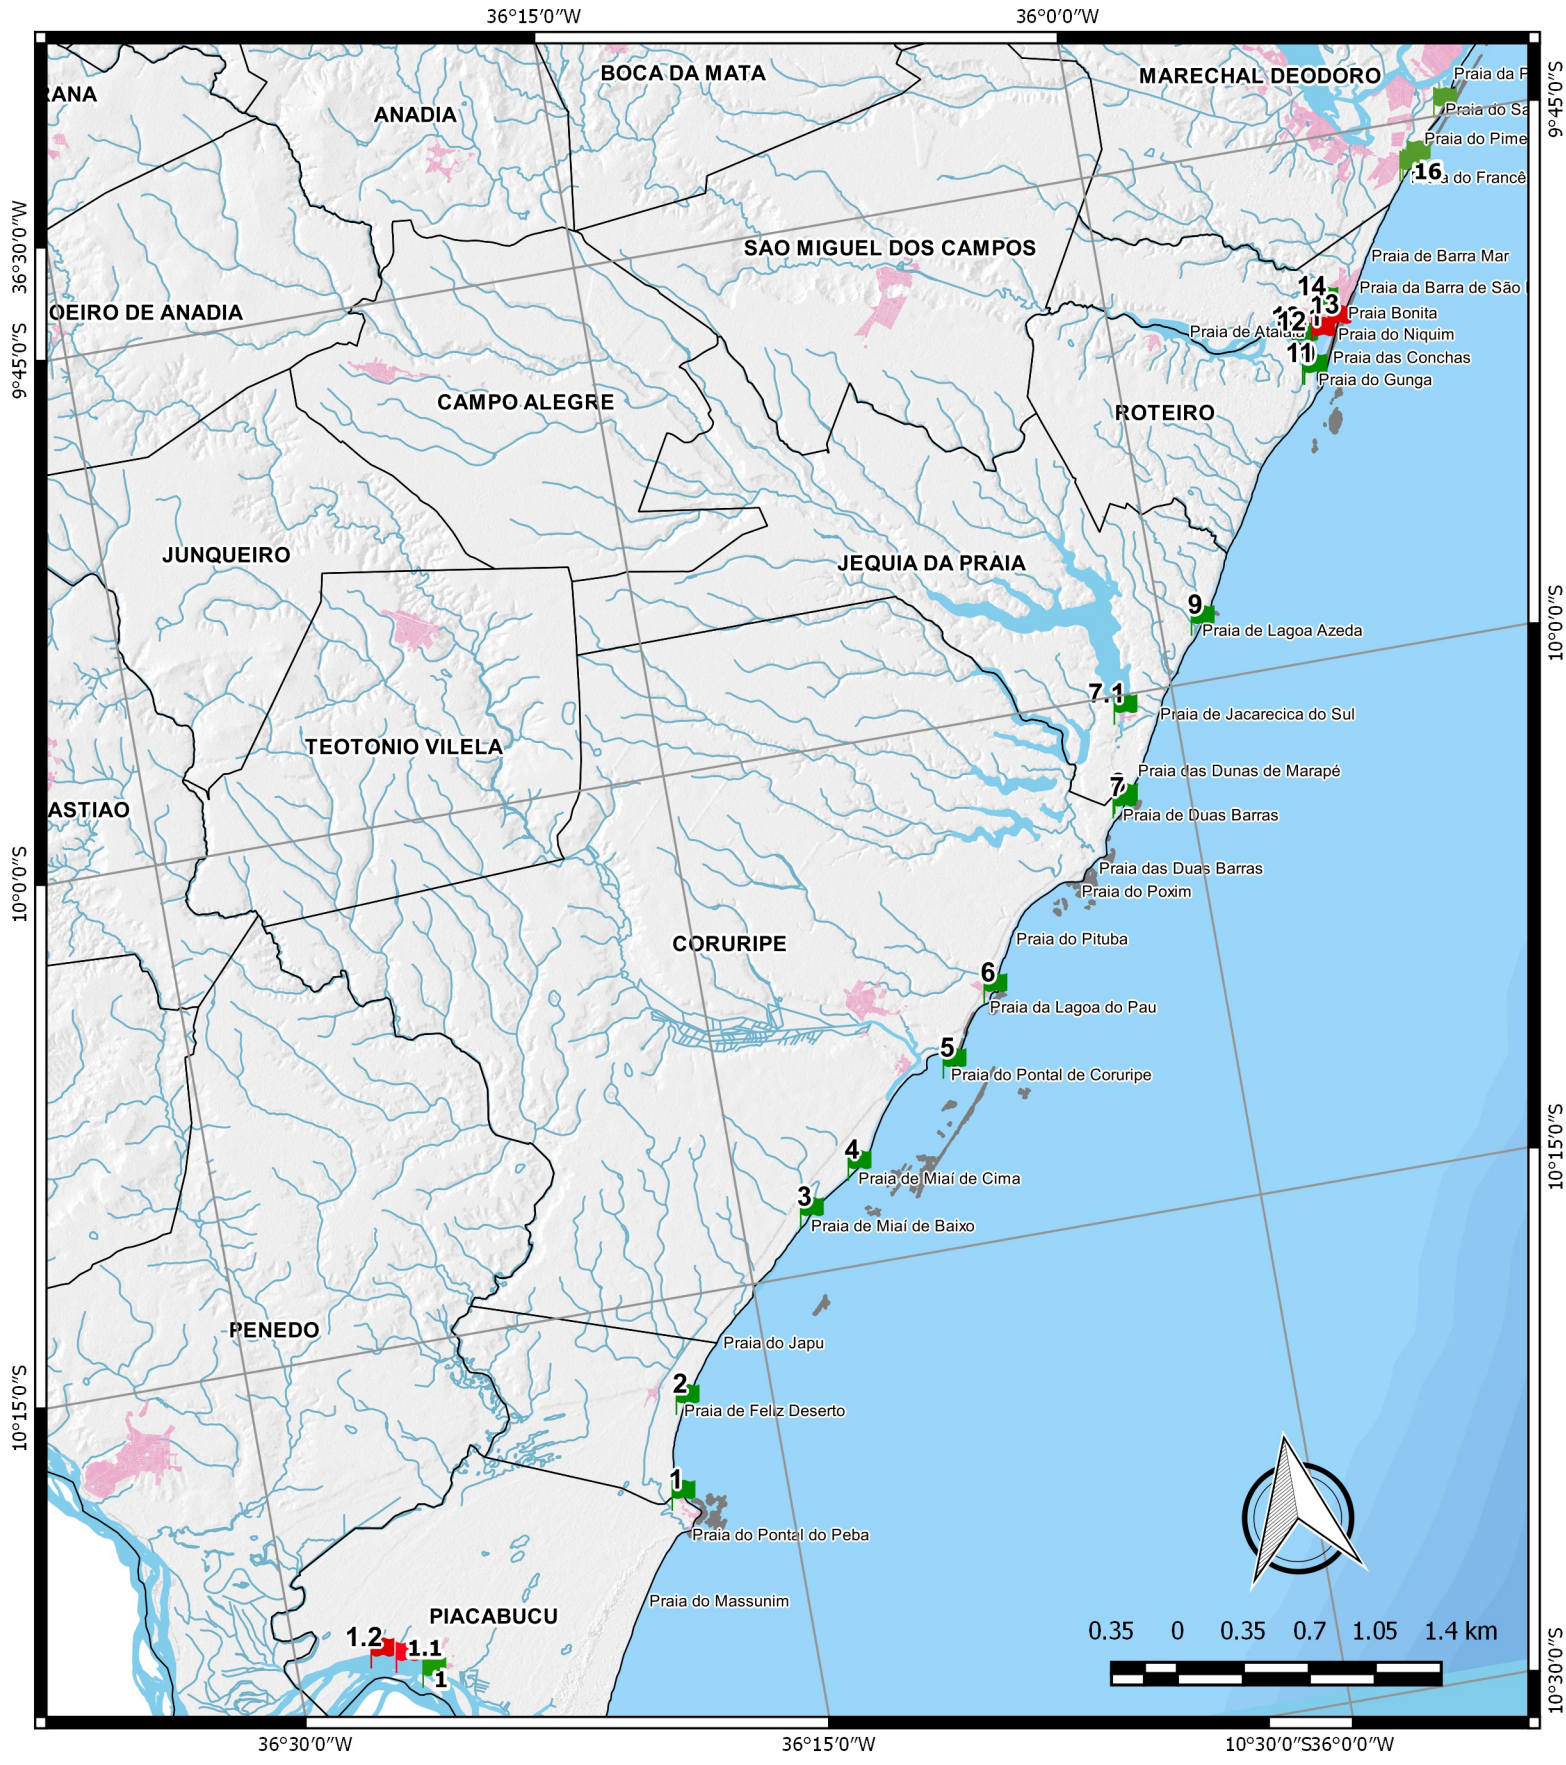 36°15'0"W
36°0'0"W
BOCA DA MATA
MARECHAL DEODORO
Praia da P
RANA
9°45'0"S
Praia do Sa
ANADIA
Praia do Pime
16
a do Francê
36°30'0"W
SAO MIGUEL DOS CAMPOS
Praia de Barra Mar
14
Praia da Barra de São
13
OEIRO DE ANADIA
Praia Bonita
12
Praia de Atalaia
Praia do Niquim
9°45'0"S
11
Praia das Conchas
Praia do Gunga
CAMPO ALEGRE
ROTEIRO
JUNQUEIRO
JEQUIA DA PRAIA
9
10°0'0"S
Praia de Lagoa Azeda
7.1
Praia de Jacarecica do Sul
TEOTONIO VILELA
Praia das Dunas de Marapé
7
ASTIAO
Praia de Duas Barras
Praia das Duas Barras
10°0'0"S
Praia do Poxim
CORURIPE
Praia do Pituba
6
Praia da Lagoa do Pau
5
Praia do Pontal de Coruripe
10°15'0"S
4
Praia de Miaí de Cima
3
Praia de Miaí de Baixo
PENEDO
Praia do Japu
2
10°15'0"S
Praia de Feliz Deserto
1
Praia do Pontal do Peba
Praia do Massunim
PIACABUCU
1.2
1.1
1
0.35 0 0.35 0.7 1.05 1.4 km
10°30'0"S
36°30'0"W
36°15'0"W
10°30'0"S
36°0'0"W